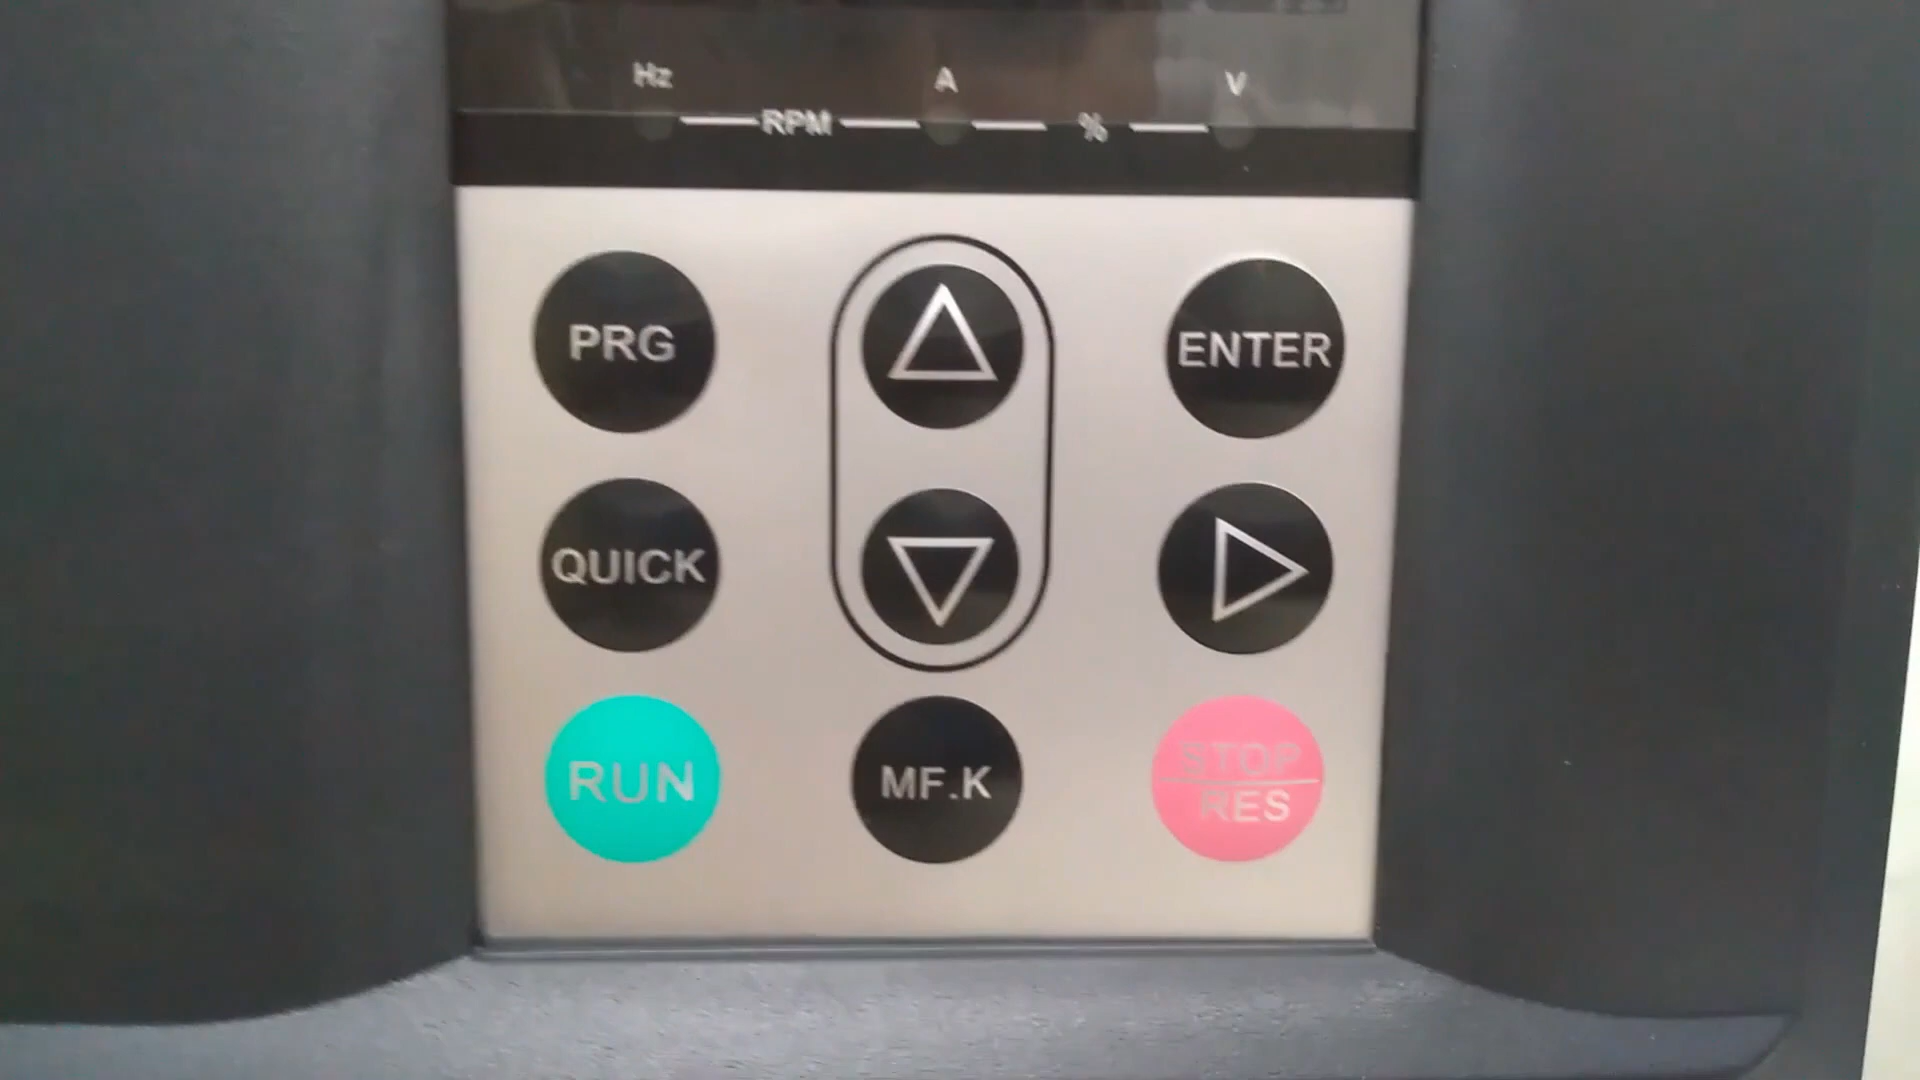 Hz A V
RPM %
PRG ENTER
QUICK
RUN MF.K STOP
RES